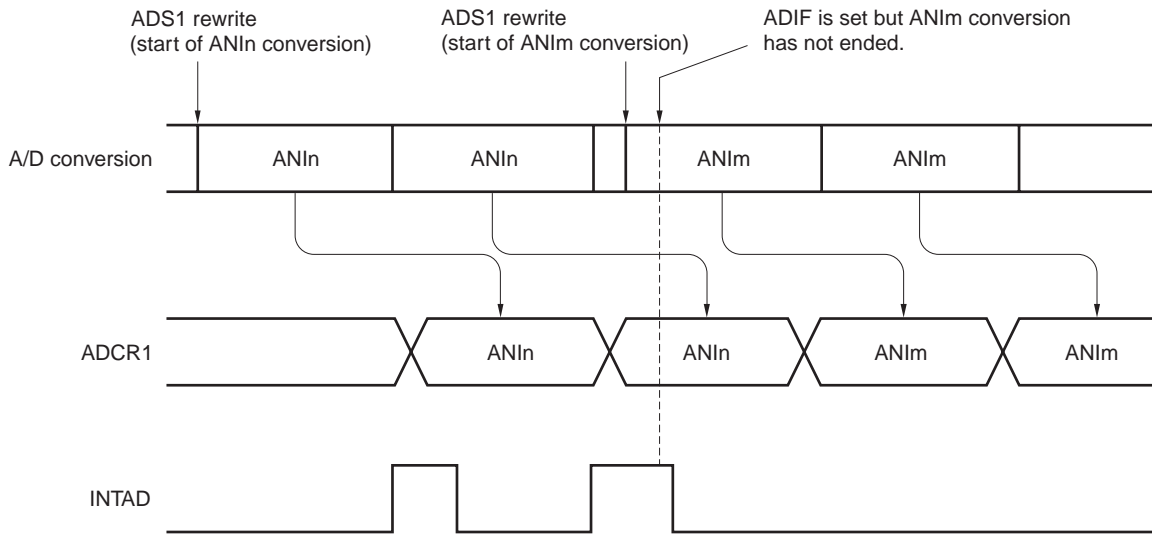 ADS1 rewrite
(start of ANIn conversion)
ADS1 rewrite
(start of ANIm conversion)
ADIF is set but ANIm conversion
has not ended.
A/D conversion
ANIn
ANIn
ANIm
ANIm
ADCR1
ANIn
ANIn
ANIm
ANIm
INTAD